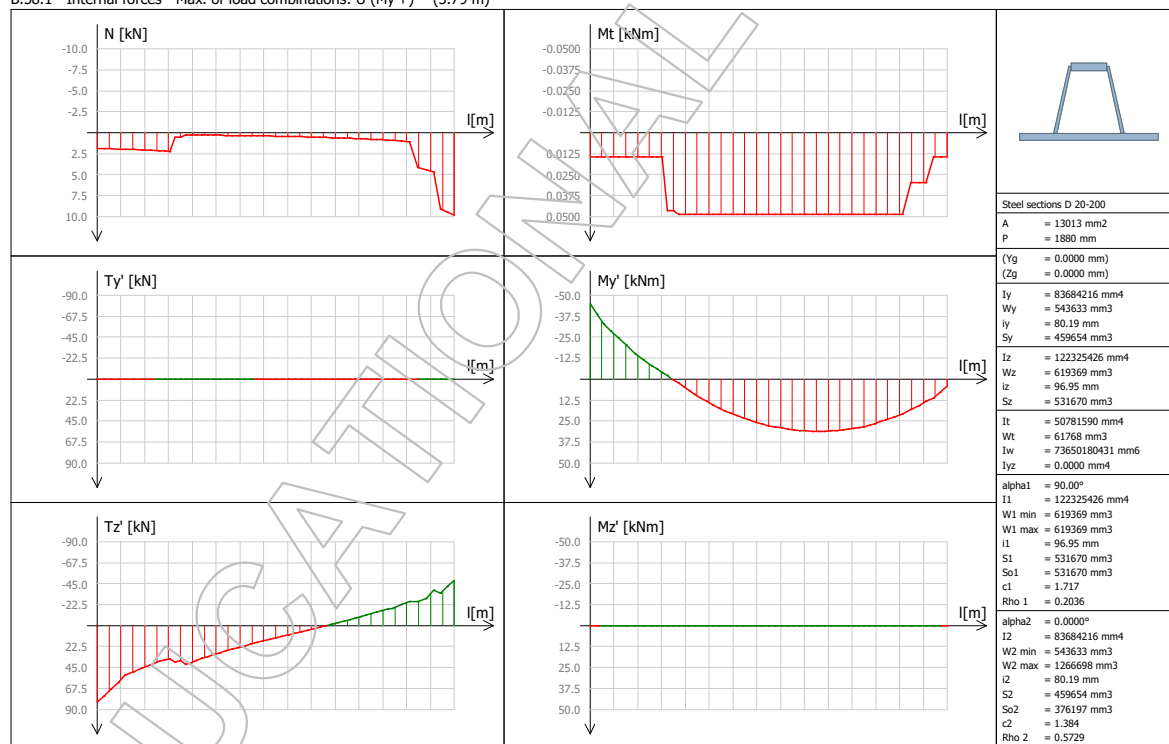 B.38.1 - Internal forces - Max. of load combinations: U (My'+) - (5.79 m)
N [kN]
-10.0
-7.5
-5.0
-2.5
l[m]
2.5
5.0
7.5
10.0
Mt [kNm]
-0.0500
-0.0375
-0.0250
-0.0125
l[m]
0.0125
0.0250
0.0375
0.0500
Ty' [kN]
-90.0
-67.5
-45.0
-22.5
l[m]
22.5
45.0
67.5
90.0
My' [kNm]
-50.0
-37.5
-25.0
-12.5
l[m]
12.5
25.0
37.5
50.0
Tz' [kN]
-90.0
-67.5
-45.0
-22.5
l[m]
22.5
45.0
67.5
90.0
Mz' [kNm]
-50.0
-37.5
-25.0
-12.5
l[m]
12.5
25.0
37.5
50.0
Steel sections D 20-200
A = 13013 mm2
P = 1880 mm
(Yg = 0.0000 mm)
(Zg = 0.0000 mm)
Iy = 83684216 mm4
Wy = 543633 mm3
iy = 80.19 mm
Sy = 459654 mm3
Iz = 122325426 mm4
Wz = 619369 mm3
iz = 96.95 mm
Sz = 531670 mm3
It = 50781590 mm4
Wt = 61768 mm3
Iw = 73650180431 mm6
Iyz = 0.0000 mm4
alpha1 = 90.00°
I1 = 122325426 mm4
W1 min = 619369 mm3
W1 max = 619369 mm3
i1 = 96.95 mm
S1 = 531670 mm3
So1 = 531670 mm3
c1 = 1.717
Rho 1 = 0.2036
alpha2 = 0.0000°
I2 = 83684216 mm4
W2 min = 543633 mm3
W2 max = 1266698 mm3
i2 = 80.19 mm
S2 = 459654 mm3
So2 = 376197 mm3
c2 = 1.384
Rho 2 = 0.5729
UCATIONAL